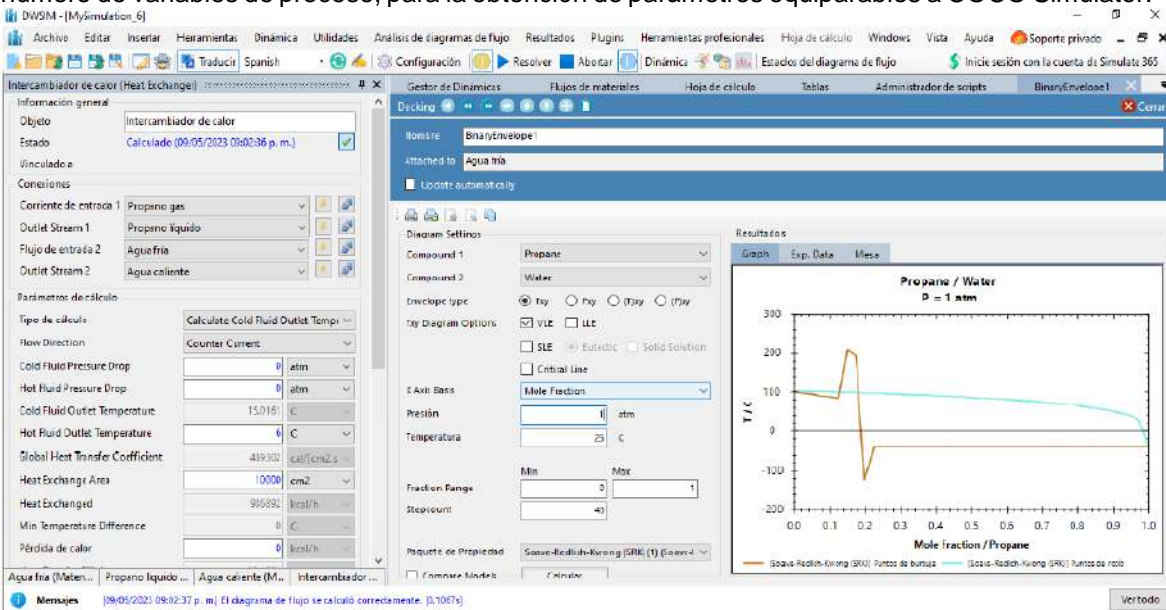 número de variables de proceso, para la obtención de parámetros equiparables a COCO Simulator.
DWSIM - [MySimulation_6]
Archivo Editar Insertar Herramientas Dinámica Utilidades Análisis de diagramas de flujo Resultados Plugins Herramientas profesionales Hoja de cálculo Windows Vista Ayuda Soporte privado
Traducir Spanish Configuración Resolver Abortar Dinámica Estados del diagrama de flujo Inicie sesión con la cuenta de Simulate 365
Intercambiador de calor (Heat Exchanger) Gestor de Dinámicas Flujos de materiales Hoja de cálculo Tablas Administrador de scripts BinaryEnvelope1
Información general
Docking Cerrar
Objeto Intercambiador de calor
Nombre BinaryEnvelope1
Estado Calculado (09/05/2023 09:02:36 p. m.)
Vinculado a
Attached to Agua fría
Conexiones
Update automatically
Corriente de entrada 1 Propano gas
Outlet Stream 1 Propano líquido
Flujo de entrada 2 Agua fría
Outlet Stream 2 Agua caliente
Parámetros de cálculo
Tipo de cálculo Calculate Cold Fluid Outlet Tempe
Flow Direction Counter Current
Cold Fluid Pressure Drop 0 atm
Hot Fluid Pressure Drop 0 atm
Cold Fluid Outlet Temperature 15.0161 C
Hot Fluid Outlet Temperature 6 C
Global Heat Transfer Coefficient cal/[cm2.s
Heat Exchange Area 10000 cm2
Heat Exchanged 986892 kcal/h
Min Temperature Difference 0 C
Pérdida de calor 0 kcal/h
Diagram Settings
Compound 1 Propane
Compound 2 Water
Envelope type Txy Pxy (T)xy (P)xy
Txy Diagram Options VLE LLE
SLE Eutectic Solid Solution
Critical Line
X Axis Basis Mole Fraction
Presión 1 atm
Temperatura 25 C
Min Max
Fraction Range 0 1
Stepcount 40
Paquete de Propiedad Soave-Redlich-Kwong (SRK) (1)
Compare Models Calcular
Resultados
Graph Exp. Data Mesa
Propane / Water
P = 1 atm
300
200
100
0
-100
-200
T / C
0.0 0.1 0.2 0.3 0.4 0.5 0.6 0.7 0.8 0.9 1.0
Mole Fraction / Propane
(Soave-Redlich-Kwong (SRK)) Puntos de burbuja (Soave-Redlich-Kwong (SRK)) Puntos de rocío
Agua fría (Materi... Propano líquido ... Agua caliente (M... Intercambiador ...
Mensajes [09/05/2023 09:02:37 p. m.] El diagrama de flujo se calculó correctamente. [0.1067s] Ver todo